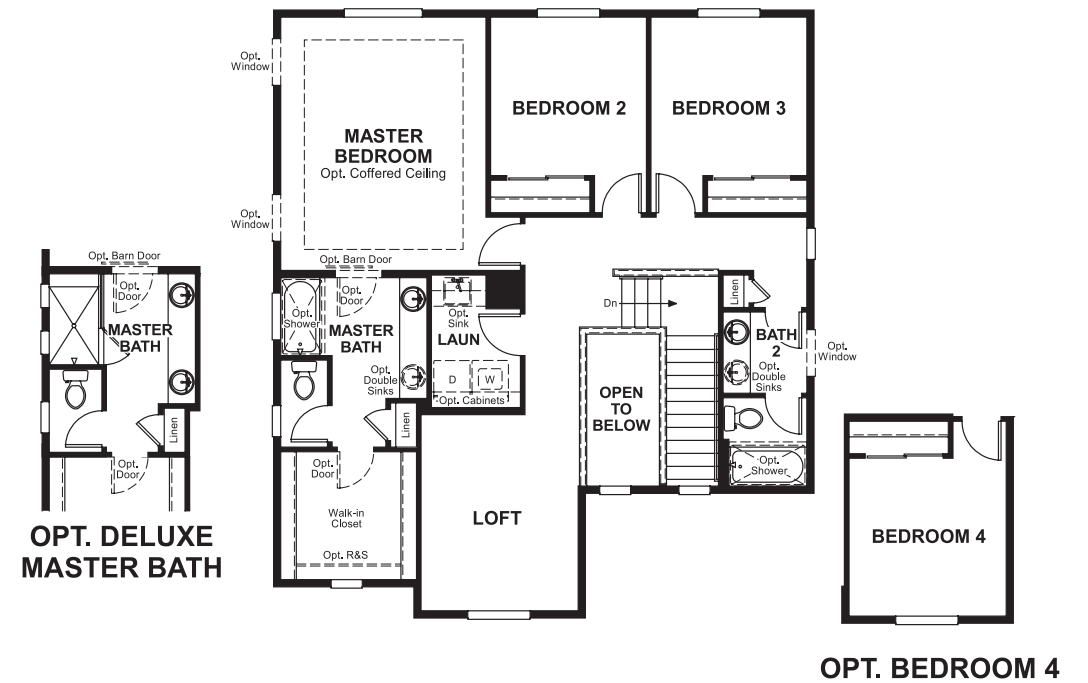 Opt.
Window
MASTER
BEDROOM
Opt. Coffered Ceiling
BEDROOM 2
BEDROOM 3
Opt.
Window
Opt. Barn Door
Opt.
Door
MASTER
BATH
Linen
Opt.
Door
OPT. DELUXE
MASTER BATH
Opt. Barn Door
Opt.
Shower
Opt.
Door
MASTER
BATH
Opt.
Double
Sinks
Linen
Opt.
Sink
LAUN
D
W
Opt. Cabinets
Dn
Linen
BATH
2
Opt.
Double
Sinks
Opt.
Window
OPEN
TO
BELOW
Opt.
Shower
Opt.
Door
Walk-in
Closet
Opt. R&S
LOFT
BEDROOM 4
OPT. BEDROOM 4